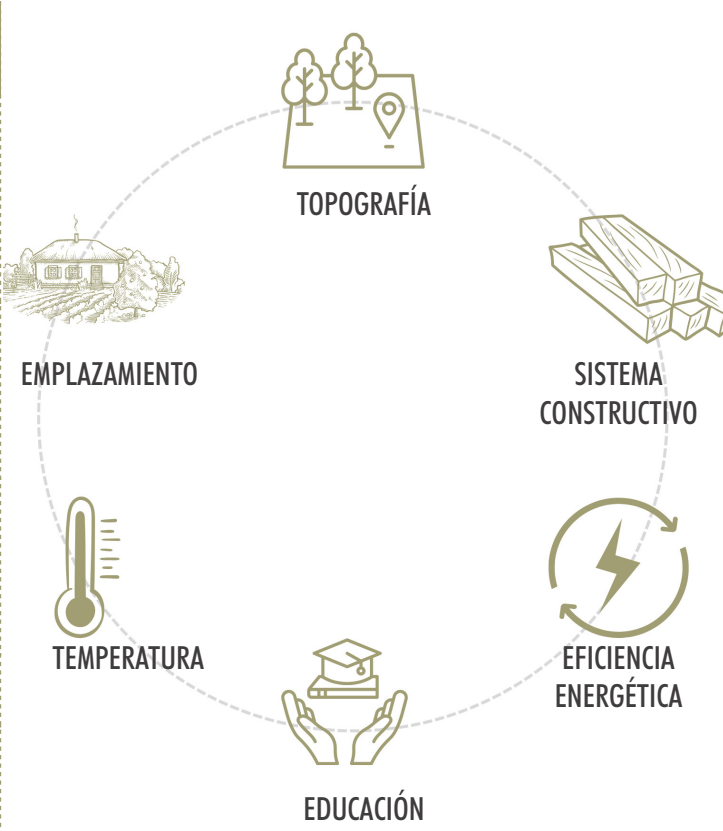 TOPOGRAFÍA
EMPLAZAMIENTO
SISTEMA
CONSTRUCTIVO
TEMPERATURA
EFICIENCIA
ENERGÉTICA
EDUCACIÓN